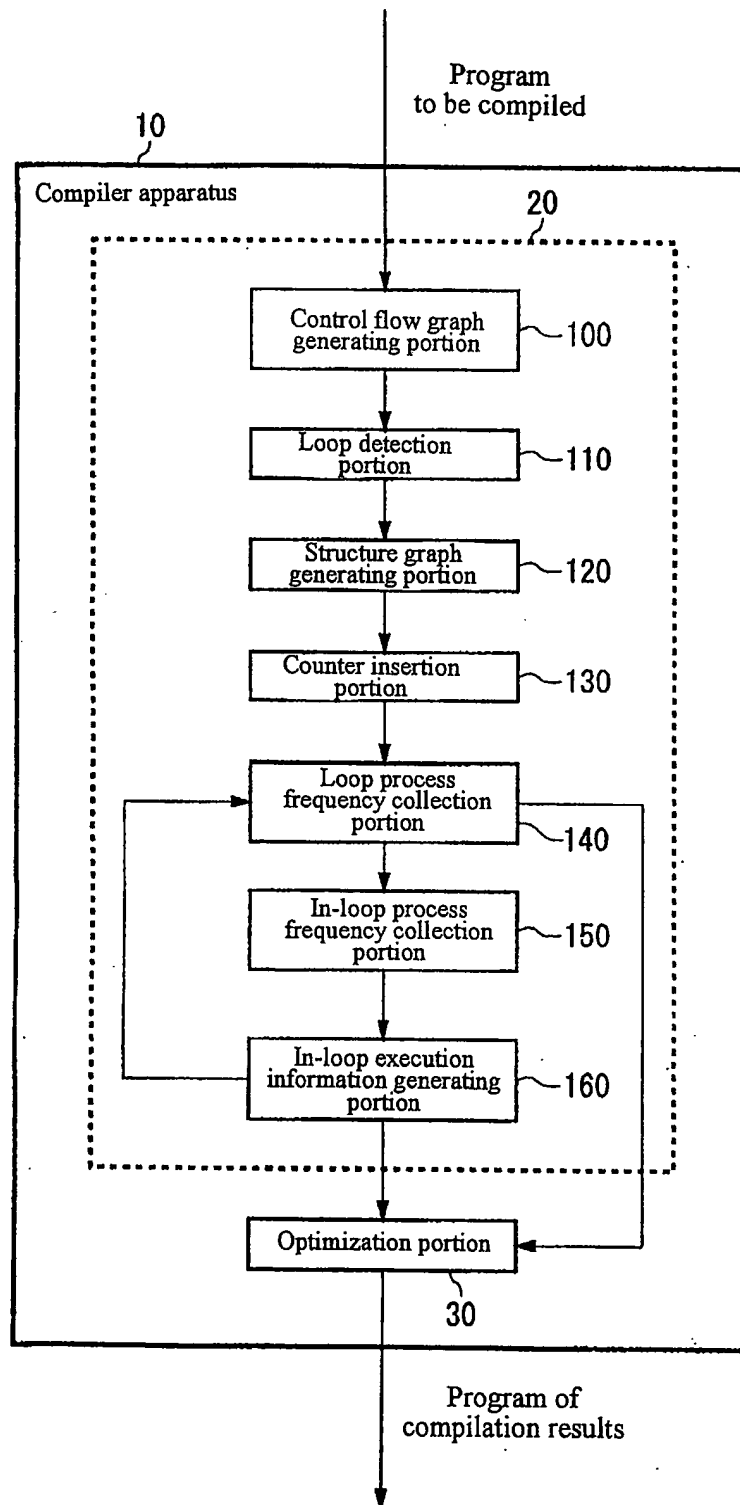 Program
to be compiled
10
Compiler apparatus
20
Control flow graph
generating portion
100
Loop detection
portion
110
Structure graph
generating portion
120
Counter insertion
portion
130
Loop process
frequency collection
portion
140
In-loop process
frequency collection
portion
150
In-loop execution
information generating
portion
160
Optimization portion
30
Program of
compilation results